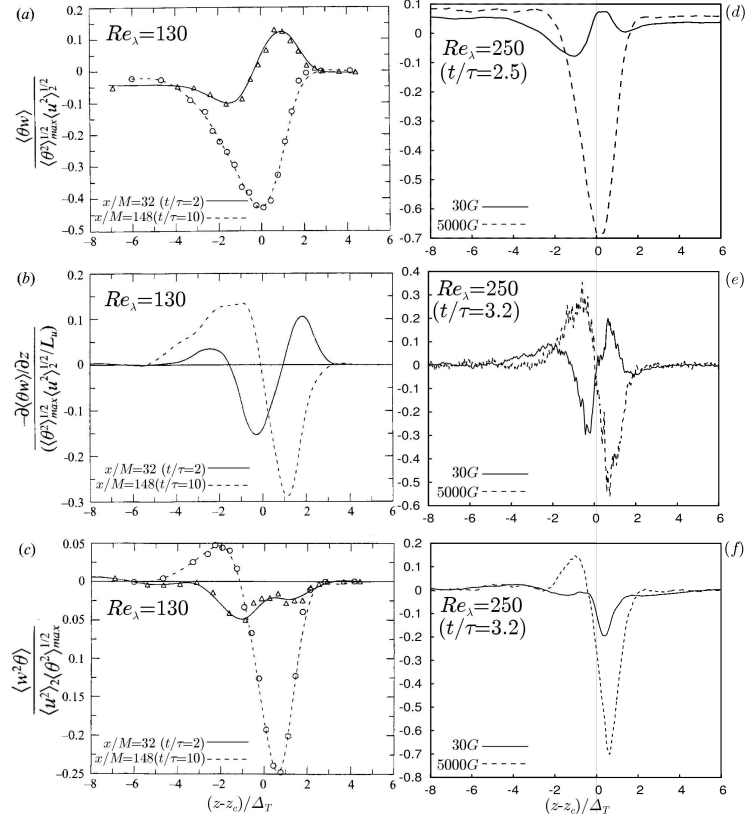 (a)
0.2
0.1
0
−0.1
−0.2
−0.3
−0.4
−0.5
⟨θw⟩
⟨θ²⟩^{1/2}_{max}⟨u²⟩^{1/2}_2
Re_λ=130
x/M=32 (t/τ=2)
x/M=148(t/τ=10)
−8 −6 −4 −2 0 2 4 6
(d)
0.2
0.1
0
-0.1
-0.2
-0.3
-0.4
-0.5
-0.6
-0.7
Re_λ=250
(t/τ=2.5)
30G
5000G
-8 -6 -4 -2 0 2 4 6
(b)
0.2
0.1
0
−0.1
−0.2
−0.3
−∂⟨θw⟩/∂z
(⟨θ²⟩^{1/2}_{max}⟨u²⟩^{1/2}_2/L_u)
Re_λ=130
x/M=32 (t/τ=2)
x/M=148(t/τ=10)
−8 −6 −4 −2 0 2 4 6
(e)
0.4
0.3
0.2
0.1
0
-0.1
-0.2
-0.3
-0.4
-0.5
-0.6
Re_λ=250
(t/τ=3.2)
30G
5000G
-8 -6 -4 -2 0 2 4 6
(c)
0.05
0
0.05
−0.10
0.15
−0.20
−0.25
⟨w²θ⟩
⟨u²⟩_2⟨θ²⟩^{1/2}_{max}
Re_λ=130
x/M=32 (t/τ=2)
x/M=148(t/τ=10)
−8 −6 −4 −2 0 2 4 6
(z-z_c)/Δ_T
(f)
0.2
0.1
0
-0.1
-0.2
-0.3
-0.4
-0.5
-0.6
-0.7
-0.8
Re_λ=250
(t/τ=3.2)
30G
5000G
-8 -6 -4 -2 0 2 4 6
(z-z_c)/Δ_T